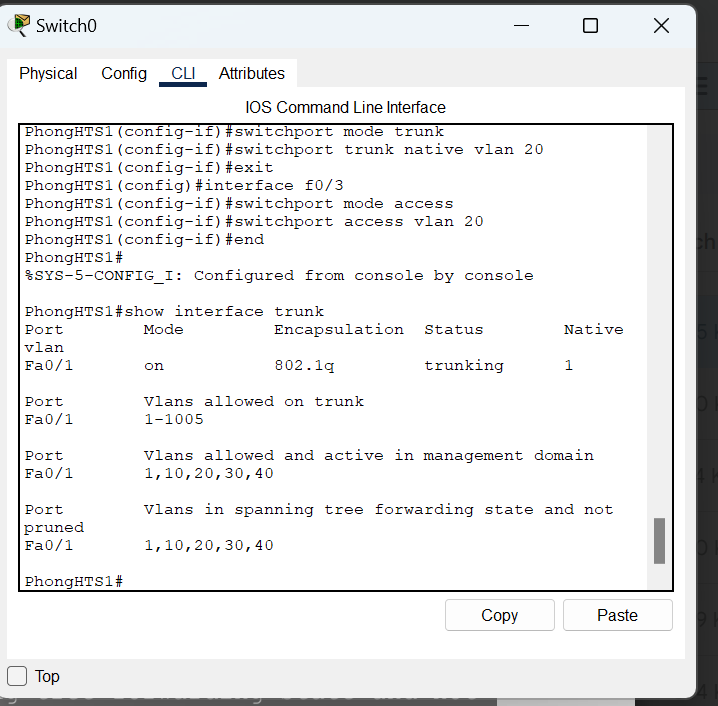 Switch0
Physical Config CLI Attributes
IOS Command Line Interface
PhongHTS1(config-if)#switchport mode trunk
PhongHTS1(config-if)#switchport trunk native vlan 20
PhongHTS1(config-if)#exit
PhongHTS1(config)#interface f0/3
PhongHTS1(config-if)#switchport mode access
PhongHTS1(config-if)#switchport access vlan 20
PhongHTS1(config-if)#end
PhongHTS1#
%SYS-5-CONFIG_I: Configured from console by console
PhongHTS1#show interface trunk
Port Mode Encapsulation Status Native
vlan
Fa0/1 on 802.1q trunking 1
Port Vlans allowed on trunk
Fa0/1 1-1005
Port Vlans allowed and active in management domain
Fa0/1 1,10,20,30,40
Port Vlans in spanning tree forwarding state and not
pruned
Fa0/1 1,10,20,30,40
PhongHTS1#
Copy Paste
Top